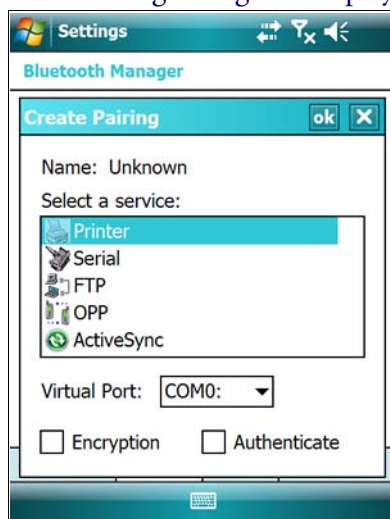 Settings
Bluetooth Manager
Create Pairing ok
Name: Unknown
Select a service:
Printer
Serial
FTP
OPP
ActiveSync
Virtual Port: COM0:
Encryption Authenticate